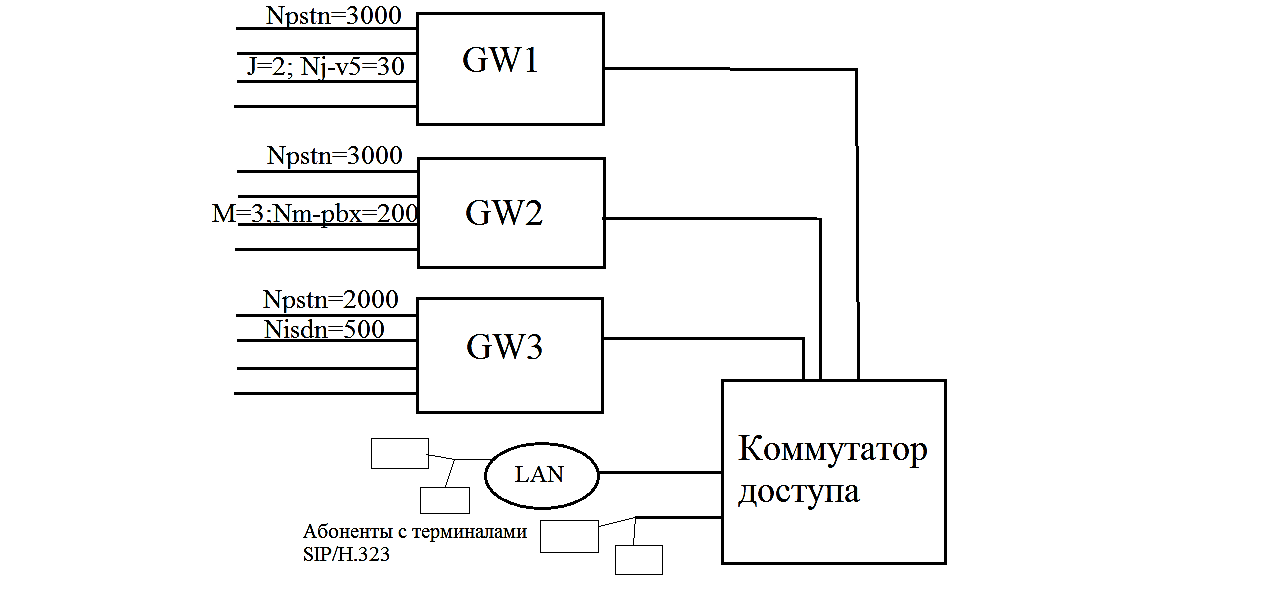 Npstn=3000
J=2; Nj-v5=30
GW1
Npstn=3000
M=3;Nm-pbx=200
GW2
Npstn=2000
Nisdn=500
GW3
LAN
Абоненты с терминалами
SIP/H.323
Коммутатор
доступа